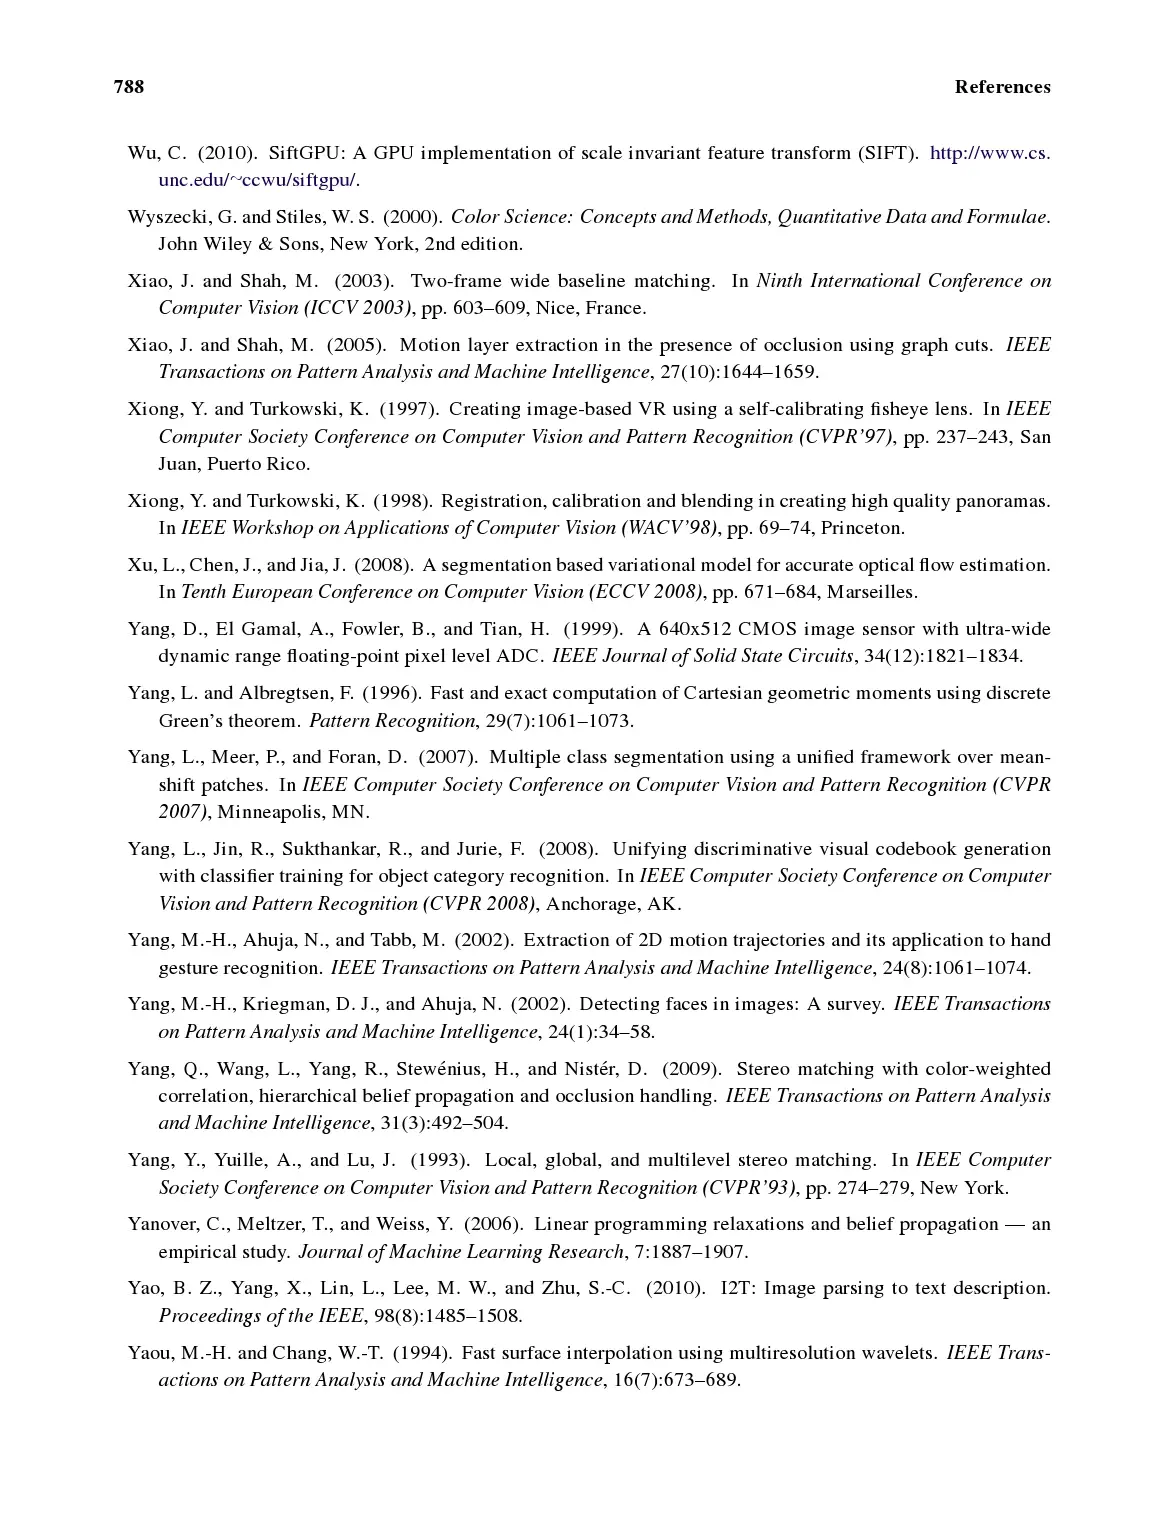 788 References
Wu, C. (2010). SiftGPU: A GPU implementation of scale invariant feature transform (SIFT). http://www.cs.
unc.edu/~ccwu/siftgpu/.
Wyszecki, G. and Stiles, W. S. (2000). Color Science: Concepts and Methods, Quantitative Data and Formulae.
John Wiley & Sons, New York, 2nd edition.
Xiao, J. and Shah, M. (2003). Two-frame wide baseline matching. In Ninth International Conference on
Computer Vision (ICCV 2003), pp. 603–609, Nice, France.
Xiao, J. and Shah, M. (2005). Motion layer extraction in the presence of occlusion using graph cuts. IEEE
Transactions on Pattern Analysis and Machine Intelligence, 27(10):1644–1659.
Xiong, Y. and Turkowski, K. (1997). Creating image-based VR using a self-calibrating fisheye lens. In IEEE
Computer Society Conference on Computer Vision and Pattern Recognition (CVPR’97), pp. 237–243, San
Juan, Puerto Rico.
Xiong, Y. and Turkowski, K. (1998). Registration, calibration and blending in creating high quality panoramas.
In IEEE Workshop on Applications of Computer Vision (WACV’98), pp. 69–74, Princeton.
Xu, L., Chen, J., and Jia, J. (2008). A segmentation based variational model for accurate optical flow estimation.
In Tenth European Conference on Computer Vision (ECCV 2008), pp. 671–684, Marseilles.
Yang, D., El Gamal, A., Fowler, B., and Tian, H. (1999). A 640x512 CMOS image sensor with ultra-wide
dynamic range floating-point pixel level ADC. IEEE Journal of Solid State Circuits, 34(12):1821–1834.
Yang, L. and Albregtsen, F. (1996). Fast and exact computation of Cartesian geometric moments using discrete
Green’s theorem. Pattern Recognition, 29(7):1061–1073.
Yang, L., Meer, P., and Foran, D. (2007). Multiple class segmentation using a unified framework over mean-
shift patches. In IEEE Computer Society Conference on Computer Vision and Pattern Recognition (CVPR
2007), Minneapolis, MN.
Yang, L., Jin, R., Sukthankar, R., and Jurie, F. (2008). Unifying discriminative visual codebook generation
with classifier training for object category recognition. In IEEE Computer Society Conference on Computer
Vision and Pattern Recognition (CVPR 2008), Anchorage, AK.
Yang, M.-H., Ahuja, N., and Tabb, M. (2002). Extraction of 2D motion trajectories and its application to hand
gesture recognition. IEEE Transactions on Pattern Analysis and Machine Intelligence, 24(8):1061–1074.
Yang, M.-H., Kriegman, D. J., and Ahuja, N. (2002). Detecting faces in images: A survey. IEEE Transactions
on Pattern Analysis and Machine Intelligence, 24(1):34–58.
Yang, Q., Wang, L., Yang, R., Stewénius, H., and Nistér, D. (2009). Stereo matching with color-weighted
correlation, hierarchical belief propagation and occlusion handling. IEEE Transactions on Pattern Analysis
and Machine Intelligence, 31(3):492–504.
Yang, Y., Yuille, A., and Lu, J. (1993). Local, global, and multilevel stereo matching. In IEEE Computer
Society Conference on Computer Vision and Pattern Recognition (CVPR’93), pp. 274–279, New York.
Yanover, C., Meltzer, T., and Weiss, Y. (2006). Linear programming relaxations and belief propagation — an
empirical study. Journal of Machine Learning Research, 7:1887–1907.
Yao, B. Z., Yang, X., Lin, L., Lee, M. W., and Zhu, S.-C. (2010). I2T: Image parsing to text description.
Proceedings of the IEEE, 98(8):1485–1508.
Yaou, M.-H. and Chang, W.-T. (1994). Fast surface interpolation using multiresolution wavelets. IEEE Trans-
actions on Pattern Analysis and Machine Intelligence, 16(7):673–689.